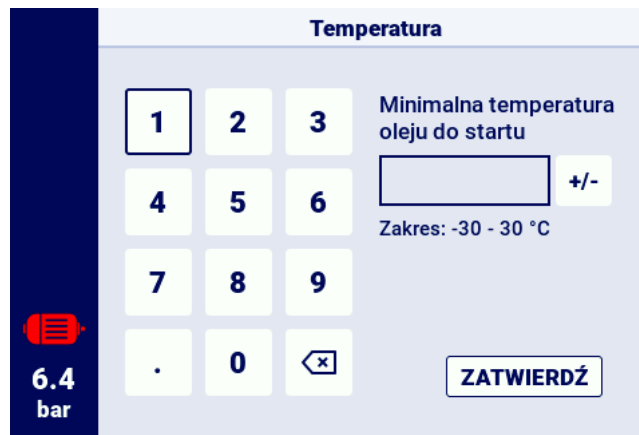 Temperatura
1 2 3
4 5 6
7 8 9
. 0
Minimalna temperatura
oleju do startu
+/-
Zakres: -30 - 30 °C
ZATWIERDŹ
6.4
bar